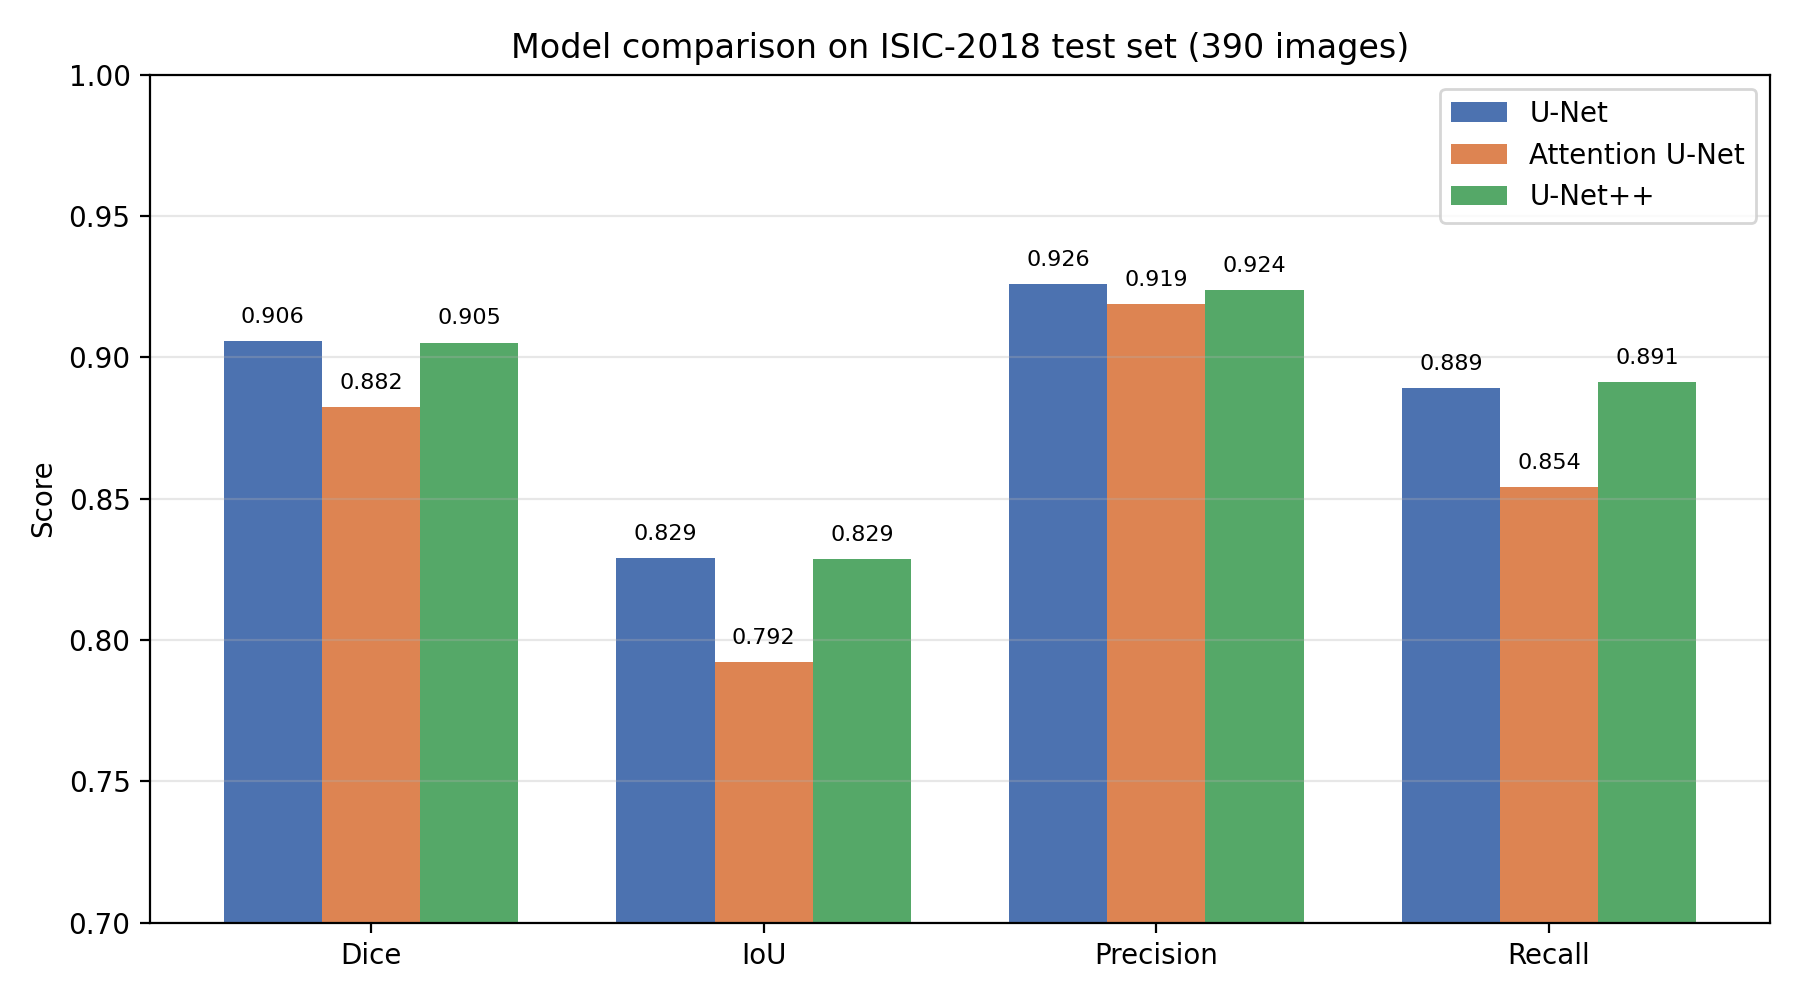 Model comparison on ISIC-2018 test set (390 images)
1.00
0.95
0.90
0.85
0.80
0.75
0.70
Score
U-Net
Attention U-Net
U-Net++
0.906
0.882
0.905
0.829
0.792
0.829
0.926
0.919
0.924
0.889
0.854
0.891
Dice
IoU
Precision
Recall